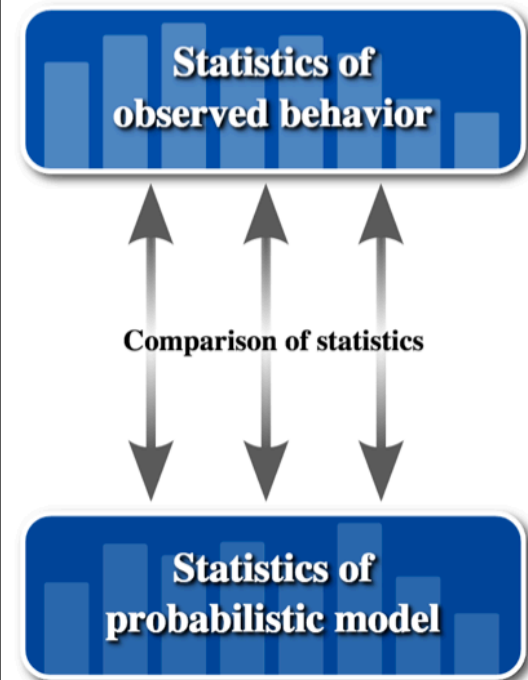 Statistics of
observed behavior
Comparison of statistics
Statistics of
probabilistic model